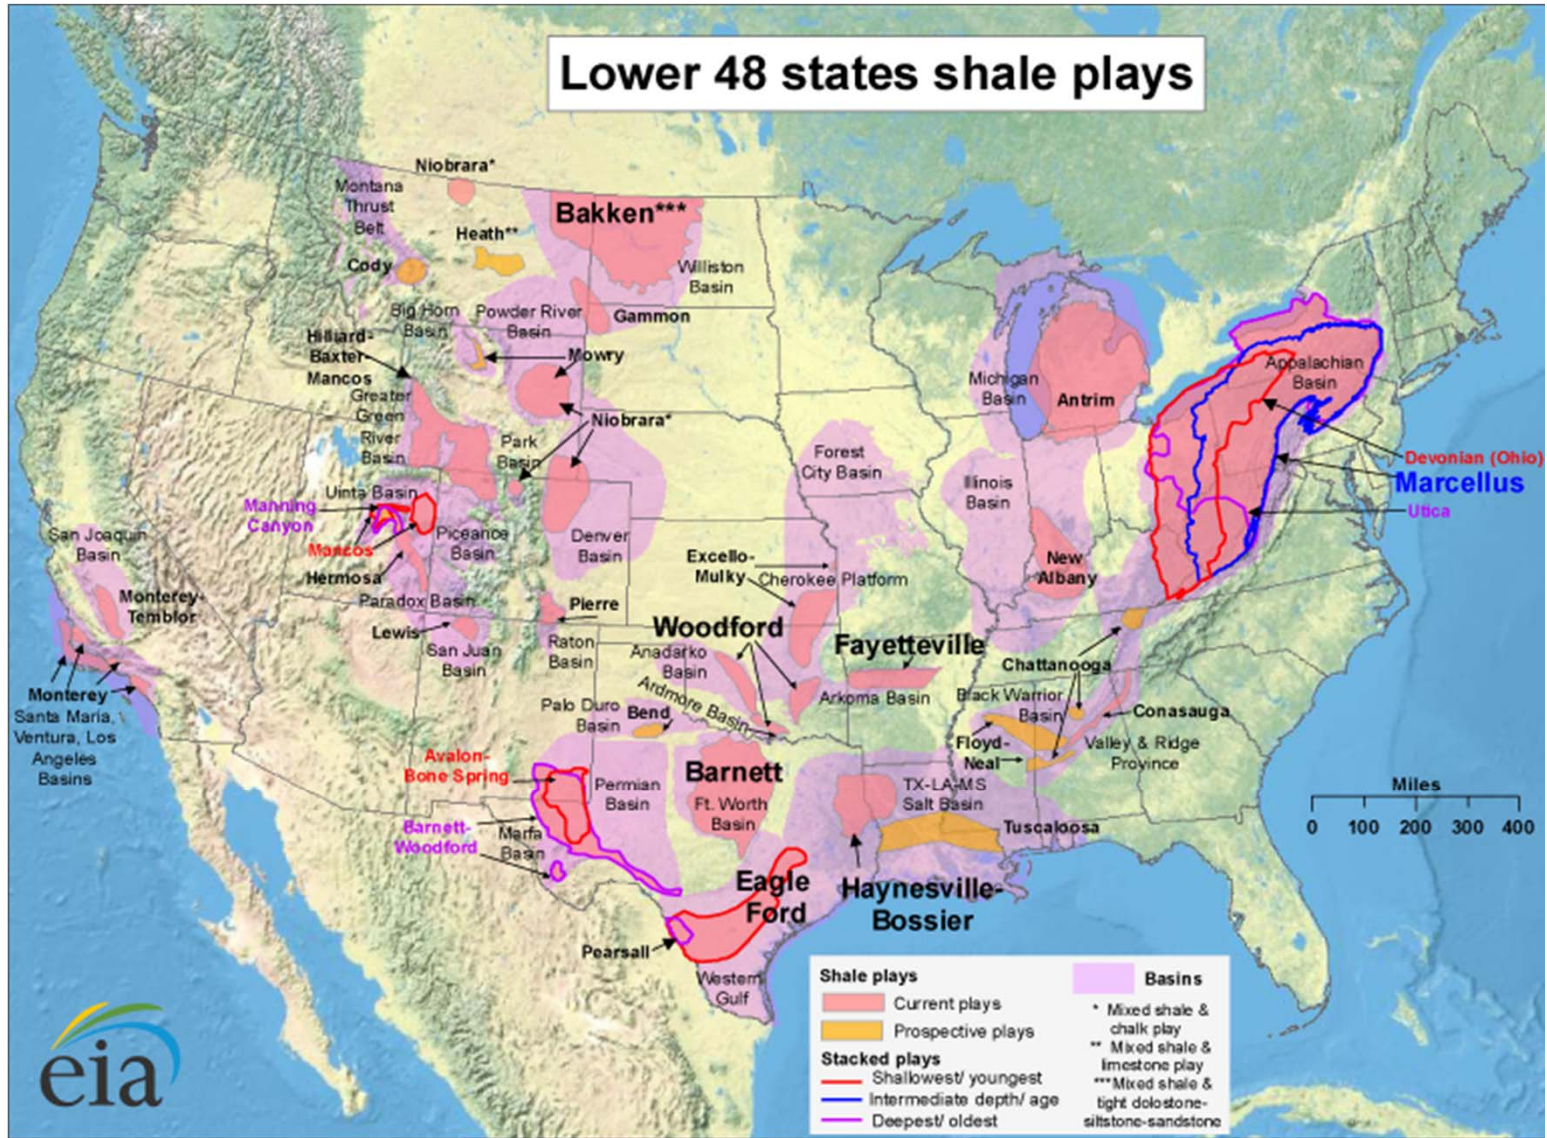 Lower 48 states shale plays
Niobrara*
Montana
Thrust
Belt
Bakken***
Heath**
Cody
Williston
Basin
Big Horn
Basin
Powder River
Basin
Gammon
Hilliard-
Baxter-
Mancos
Mowry
Greater
Green
River
Basin
Niobrara*
Park
Basin
Michigan
Basin
Antrim
Appalachian
Basin
Forest
City Basin
Illinois
Basin
Devonian (Ohio)
Marcellus
Utica
Uinta Basin
Manning
Canyon
Mancos
Piceance
Basin
Denver
Basin
San Joaquin
Basin
Hermosa
Excello-
Mulky
Cherokee Platform
New
Albany
Monterey-
Temblor
Paradox Basin
Pierre
Lewis
San Juan
Basin
Raton
Basin
Woodford
Anadarko
Basin
Fayetteville
Arkoma Basin
Chattanooga
Monterey
Santa Maria,
Ventura, Los
Angeles
Basins
Palo Duro
Basin
Bend
Ardmore Basin
Black Warrior
Basin
Conasauga
Floyd-
Neal
Valley & Ridge
Province
Avalon-
Bone Spring
Permian
Basin
Barnett
Ft. Worth
Basin
TX-LA-MS
Salt Basin
Tuscaloosa
Barnett-
Woodford
Marfa
Basin
Eagle
Ford
Haynesville-
Bossier
Pearsall
Western
Gulf
Miles
0 100 200 300 400
Shale plays
Current plays
Prospective plays
Stacked plays
Shallowest/ youngest
Intermediate depth/ age
Deepest/ oldest
Basins
* Mixed shale &
chalk play
** Mixed shale &
limestone play
***Mixed shale &
tight dolostone-
siltstone-sandstone
eia